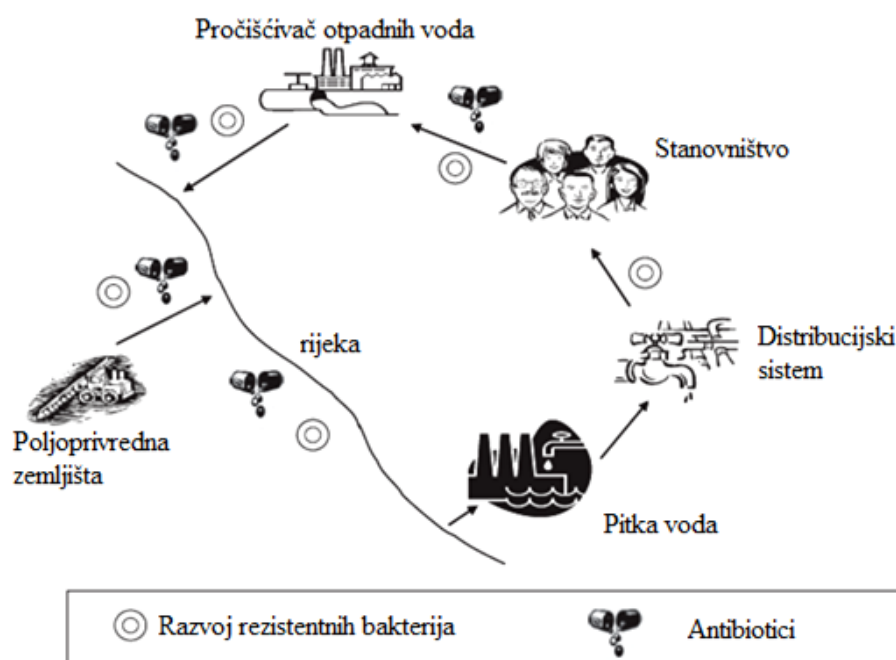 Pročišćivač otpadnih voda
Stanovništvo
rijeka
Distribucijski
sistem
Poljoprivredna
zemljišta
Pitka voda
Razvoj rezistentnih bakterija
Antibiotici